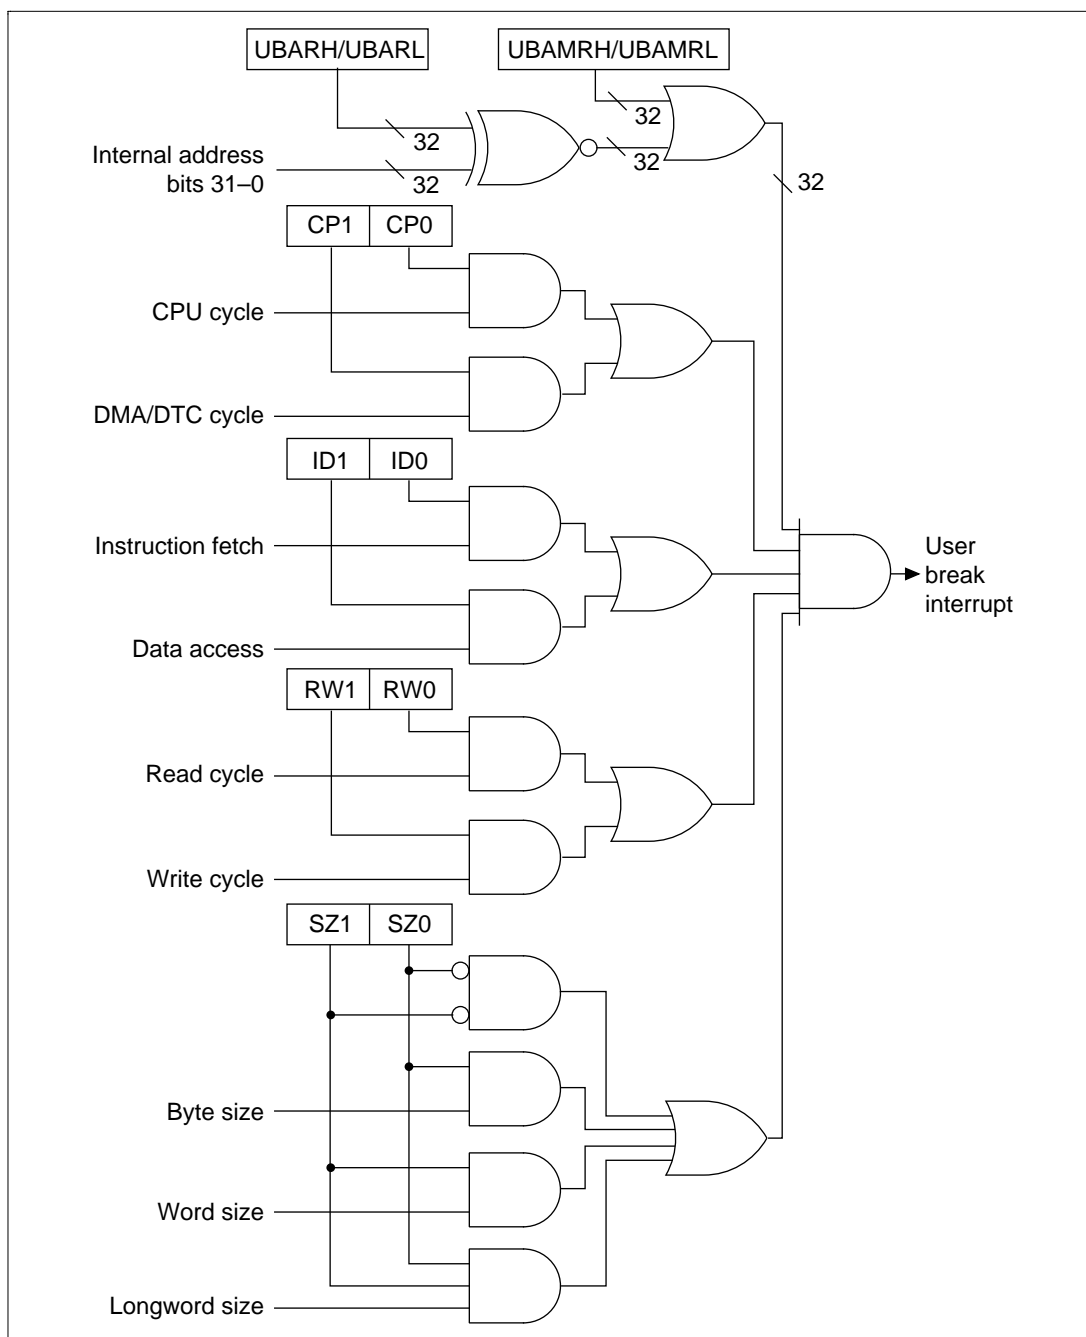 UBARH/UBARL
UBAMRH/UBAMRL
32
32
32
32
32
Internal address
bits 31–0
CP1 CP0
CPU cycle
DMA/DTC cycle
ID1 ID0
Instruction fetch
Data access
User
break
interrupt
RW1 RW0
Read cycle
Write cycle
SZ1 SZ0
Byte size
Word size
Longword size